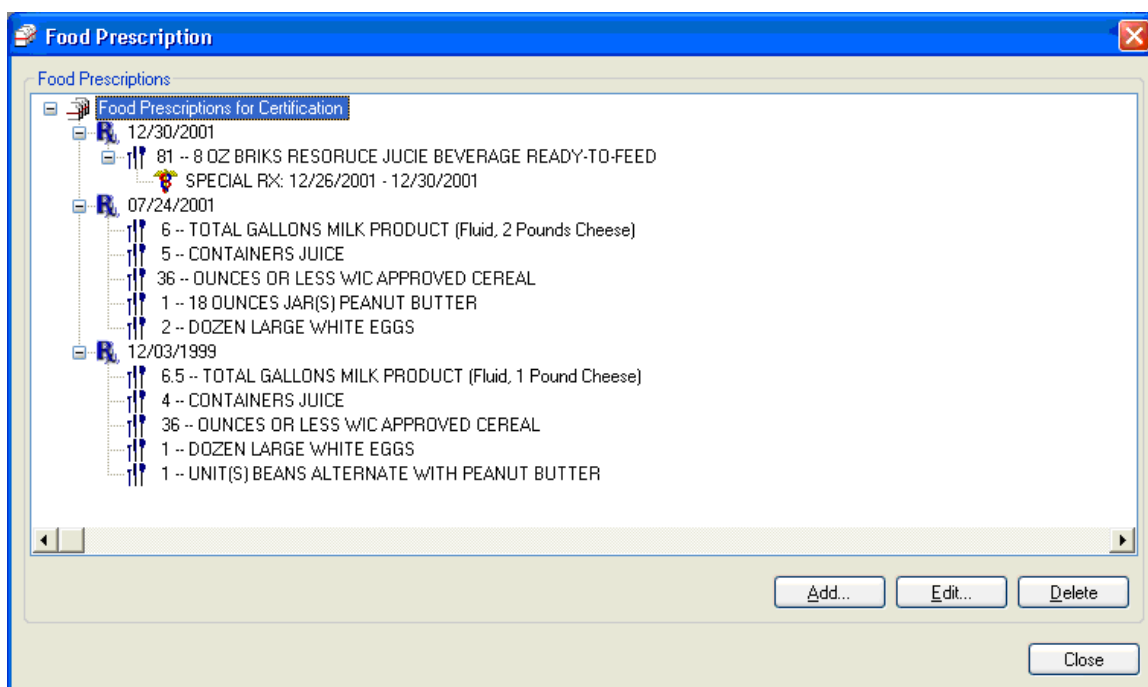 Food Prescription
Food Prescriptions
Food Prescriptions for Certification
12/30/2001
81 -- 8 OZ BRIKS RESORUCE JUCIE BEVERAGE READY-TO-FEED
SPECIAL RX: 12/26/2001 - 12/30/2001
07/24/2001
6 -- TOTAL GALLONS MILK PRODUCT (Fluid, 2 Pounds Cheese)
5 -- CONTAINERS JUICE
36 -- OUNCES OR LESS WIC APPROVED CEREAL
1 -- 18 OUNCES JAR(S) PEANUT BUTTER
2 -- DOZEN LARGE WHITE EGGS
12/03/1999
6.5 -- TOTAL GALLONS MILK PRODUCT (Fluid, 1 Pound Cheese)
4 -- CONTAINERS JUICE
36 -- OUNCES OR LESS WIC APPROVED CEREAL
1 -- DOZEN LARGE WHITE EGGS
1 -- UNIT(S) BEANS ALTERNATE WITH PEANUT BUTTER
Add... Edit... Delete
Close